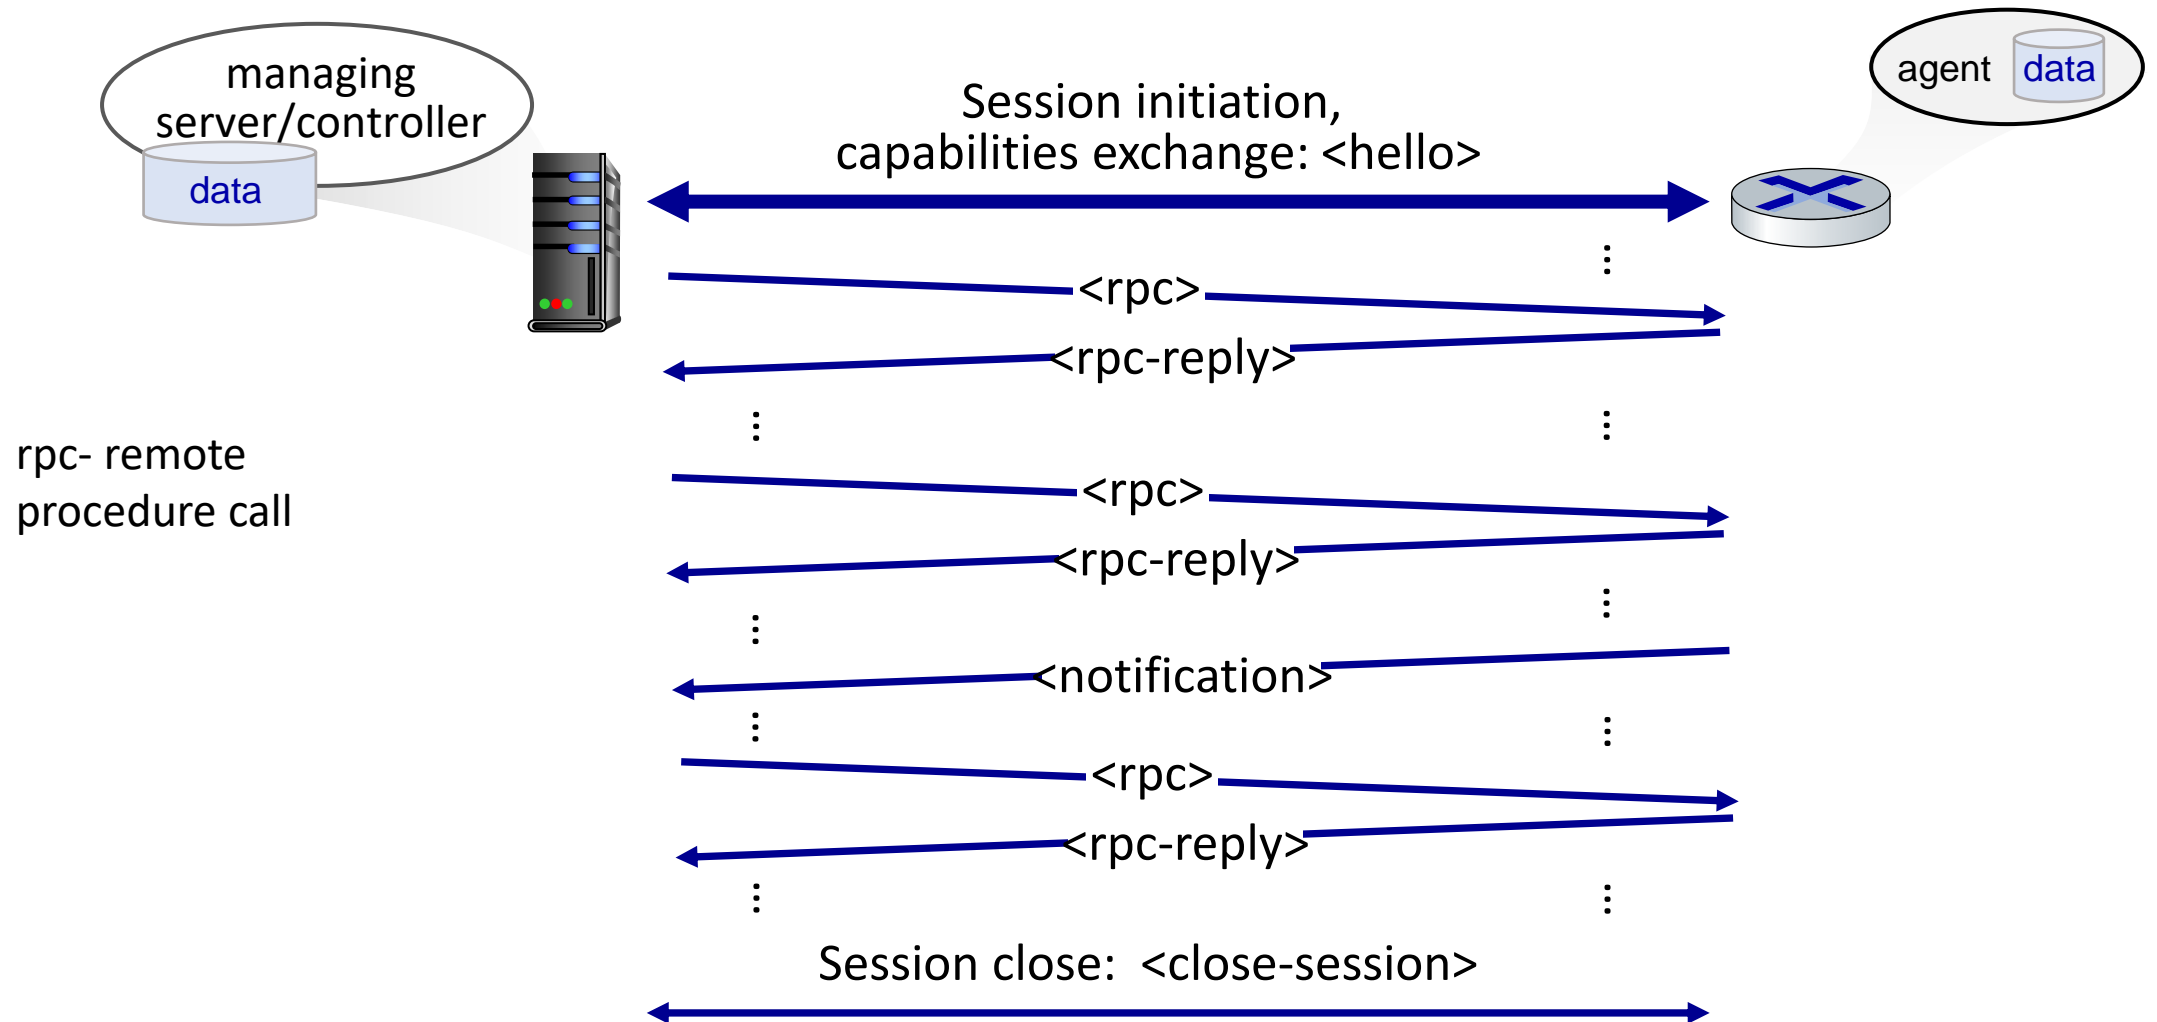 managing
server/controller
data
agent
data
Session initiation,
capabilities exchange: <hello>
<rpc>
<rpc-reply>
rpc- remote
procedure call
<rpc>
<rpc-reply>
<notification>
<rpc>
<rpc-reply>
Session close: <close-session>